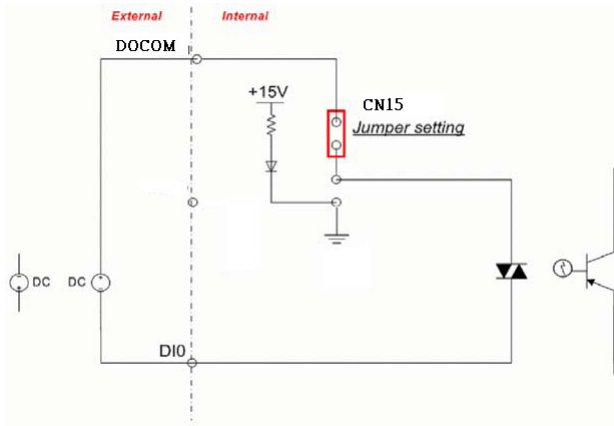 External
Internal
DOCOM
+15V
CN15
Jumper setting
DC
DC
DI0